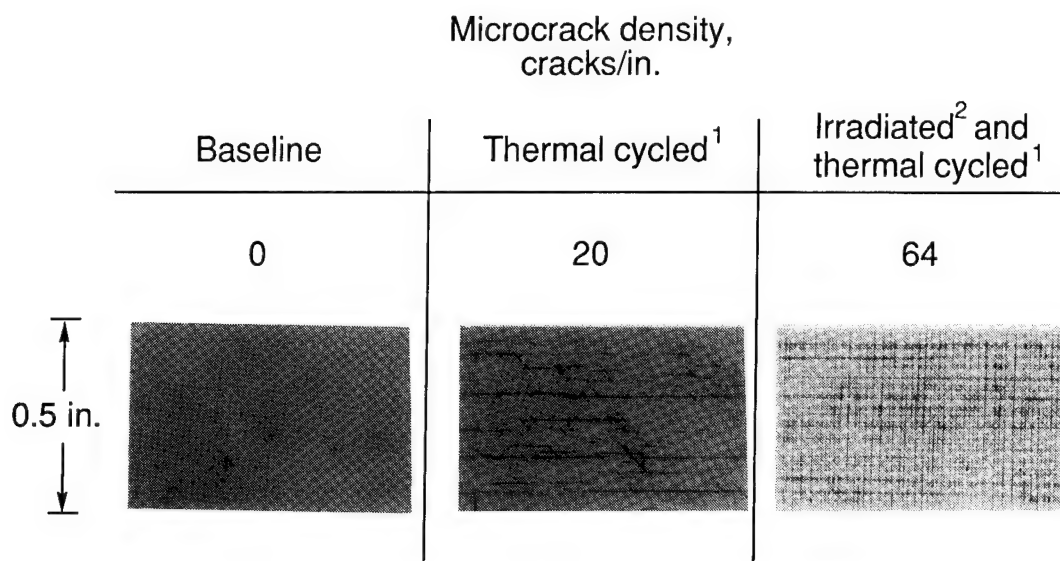 Microcrack density,
cracks/in.
Baseline
Thermal cycled¹
Irradiated² and
thermal cycled¹
0
20
64
0.5 in.